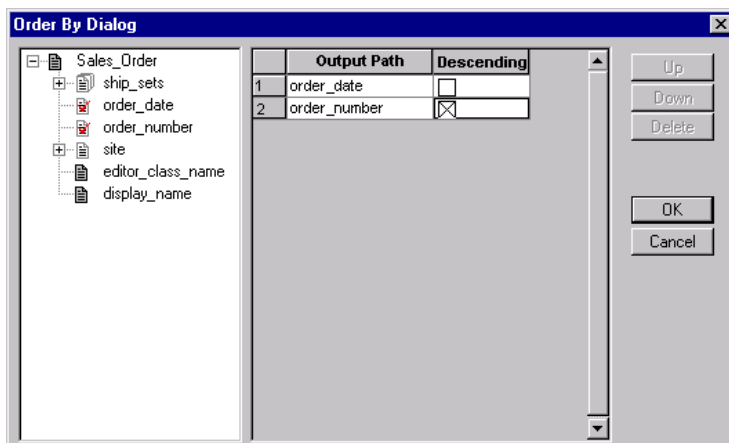 Order By Dialog
Sales_Order
ship_sets
order_date
order_number
site
editor_class_name
display_name
Output Path Descending
1 order_date
2 order_number
Up
Down
Delete
OK
Cancel